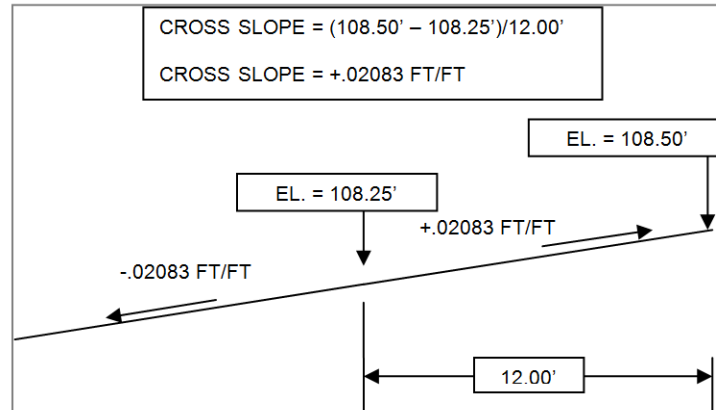 CROSS SLOPE = (108.50’ – 108.25’)/12.00’
CROSS SLOPE = +.02083 FT/FT
EL. = 108.50’
EL. = 108.25’
+.02083 FT/FT
-.02083 FT/FT
12.00’